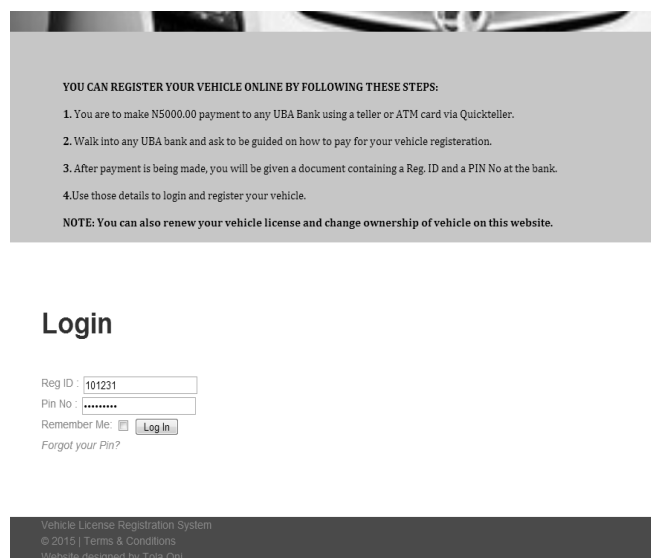 YOU CAN REGISTER YOUR VEHICLE ONLINE BY FOLLOWING THESE STEPS:
1. You are to make N5000.00 payment to any UBA Bank using a teller or ATM card via Quickteller.
2. Walk into any UBA bank and ask to be guided on how to pay for your vehicle registeration.
3. After payment is being made, you will be given a document containing a Reg. ID and a PIN No at the bank.
4.Use those details to login and register your vehicle.
NOTE: You can also renew your vehicle license and change ownership of vehicle on this website.
Login
Reg ID : 101231
Pin No : •••••••••
Remember Me: Log In
Forgot your Pin?
Vehicle License Registration System
© 2015 | Terms & Conditions
Website designed by Tola Oni